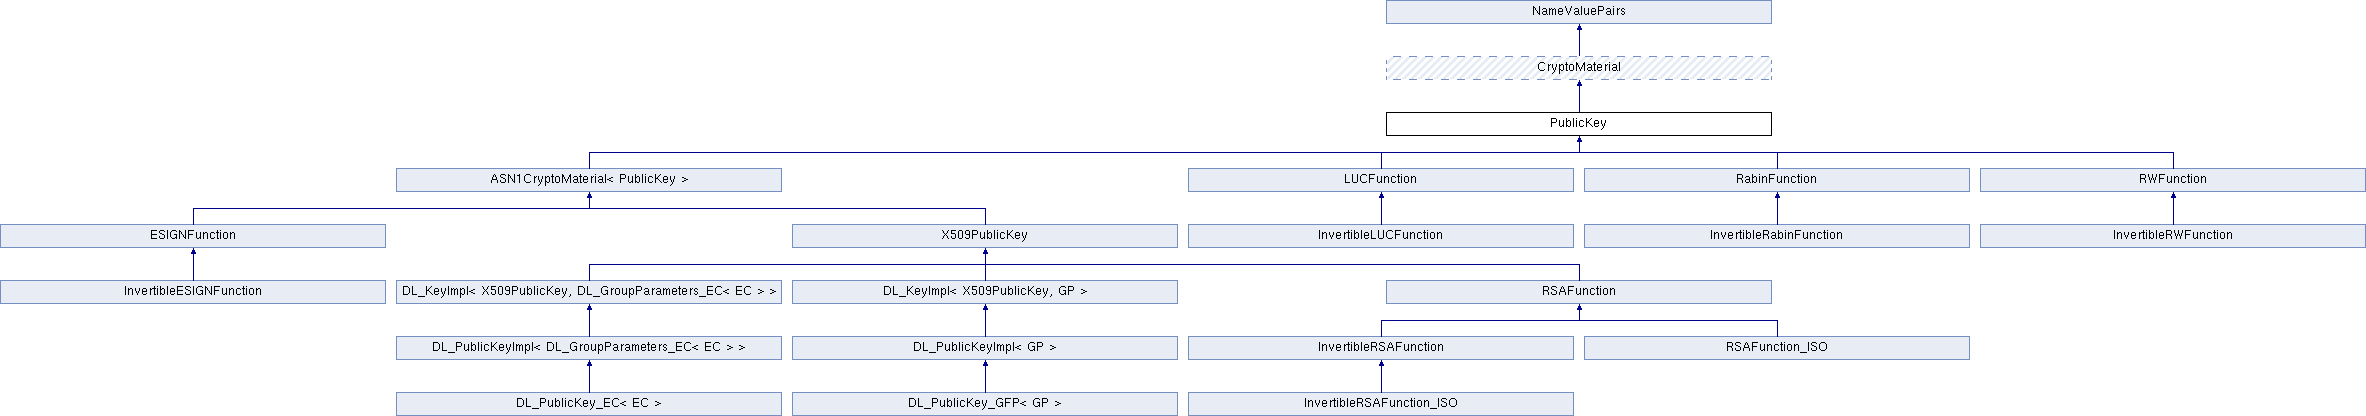 NameValuePairs
CryptoMaterial
PublicKey
ASN1CryptoMaterial< PublicKey >
LUCFunction
RabinFunction
RWFunction
ESIGNFunction
X509PublicKey
InvertibleLUCFunction
InvertibleRabinFunction
InvertibleRWFunction
InvertibleESIGNFunction
DL_KeyImpl< X509PublicKey, DL_GroupParameters_EC< EC > >
DL_KeyImpl< X509PublicKey, GP >
RSAFunction
DL_PublicKeyImpl< DL_GroupParameters_EC< EC > >
DL_PublicKeyImpl< GP >
InvertibleRSAFunction
RSAFunction_ISO
DL_PublicKey_EC< EC >
DL_PublicKey_GFP< GP >
InvertibleRSAFunction_ISO